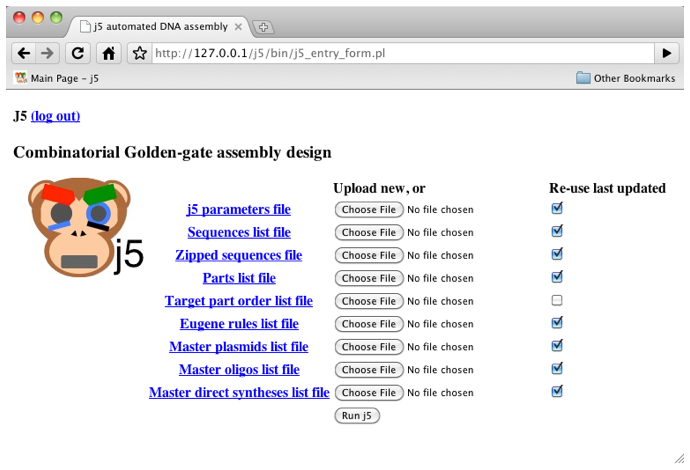 j5 automated DNA assembly
http://127.0.0.1/j5/bin/j5_entry_form.pl
Main Page - j5
Other Bookmarks
J5 (log out)
Combinatorial Golden-gate assembly design
Upload new, or Re-use last updated
j5
j5 parameters file Choose File No file chosen
Sequences list file Choose File No file chosen
Zipped sequences file Choose File No file chosen
Parts list file Choose File No file chosen
Target part order list file Choose File No file chosen
Eugene rules list file Choose File No file chosen
Master plasmids list file Choose File No file chosen
Master oligos list file Choose File No file chosen
Master direct syntheses list file Choose File No file chosen
Run j5